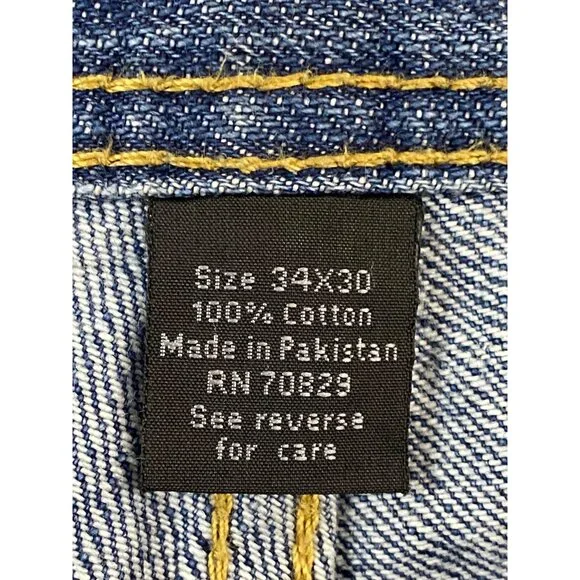 Size 34X30
100% Cotton
Made in Pakistan
RN 70829
See reverse
for care